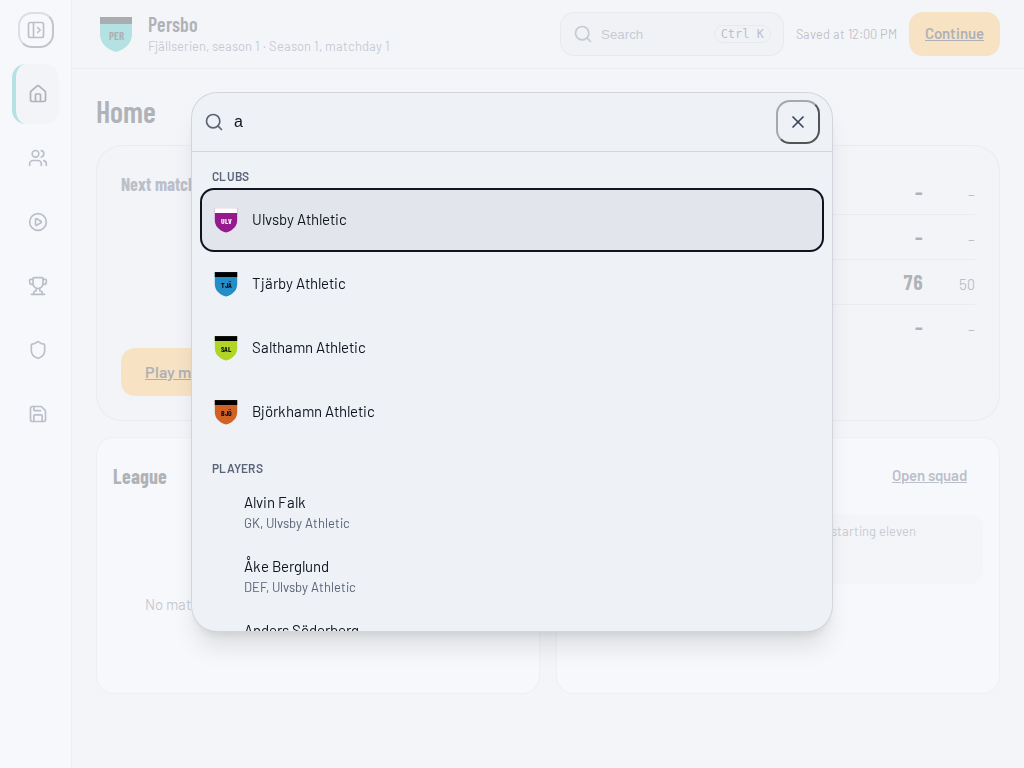 PER
Persbo
Fjällserien, season 1 · Season 1, matchday 1
Search
Ctrl K
Saved at 12:00 PM
Continue
Home
a
CLUBS
ULV
Ulvsby Athletic
TJÄ
Tjärby Athletic
SAL
Salthamn Athletic
BJÖ
Björkhamn Athletic
PLAYERS
Alvin Falk
GK, Ulvsby Athletic
Åke Berglund
DEF, Ulvsby Athletic
Anders Söderberg
Next match
- –
- –
76 50
- –
Play m
League
No mat
Open squad
starting eleven